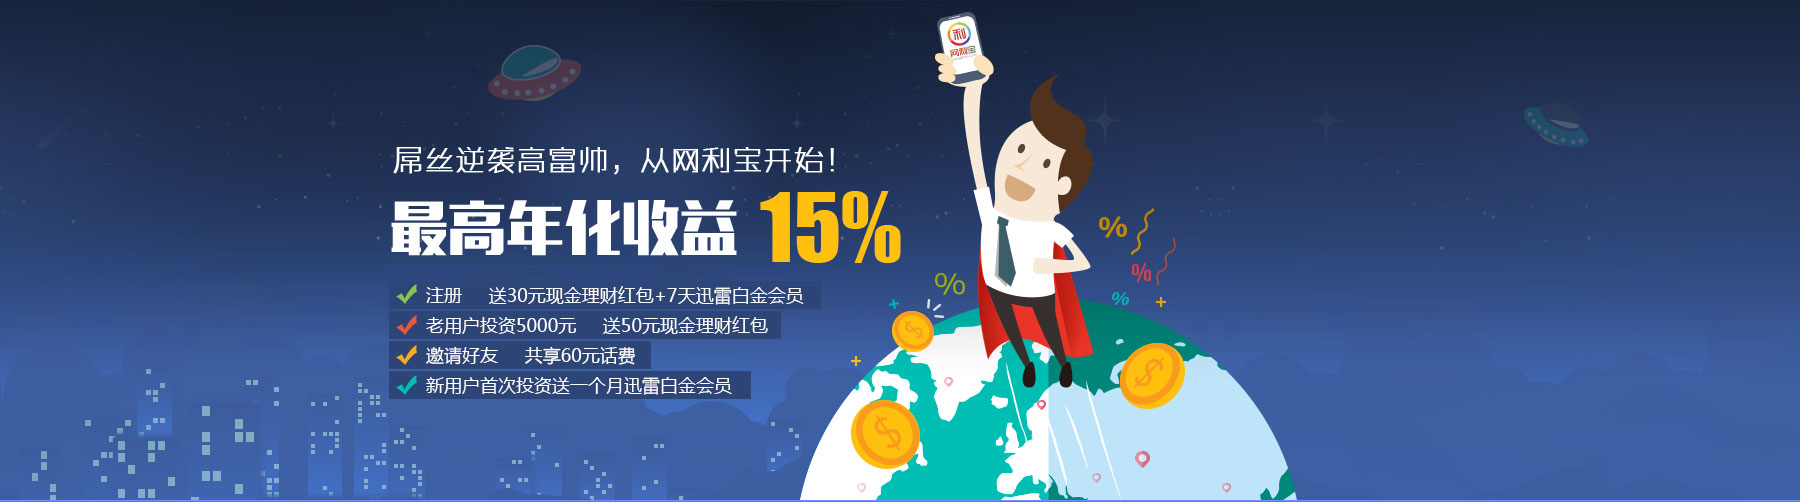 利
网利宝
屌丝逆袭高富帅，从网利宝开始！
最高年化收益 15%
注册 送30元现金理财红包+7天迅雷白金会员
老用户投资5000元 送50元现金理财红包
邀请好友 共享60元话费
新用户首次投资送一个月迅雷白金会员
%
%
%
%
$
$
$